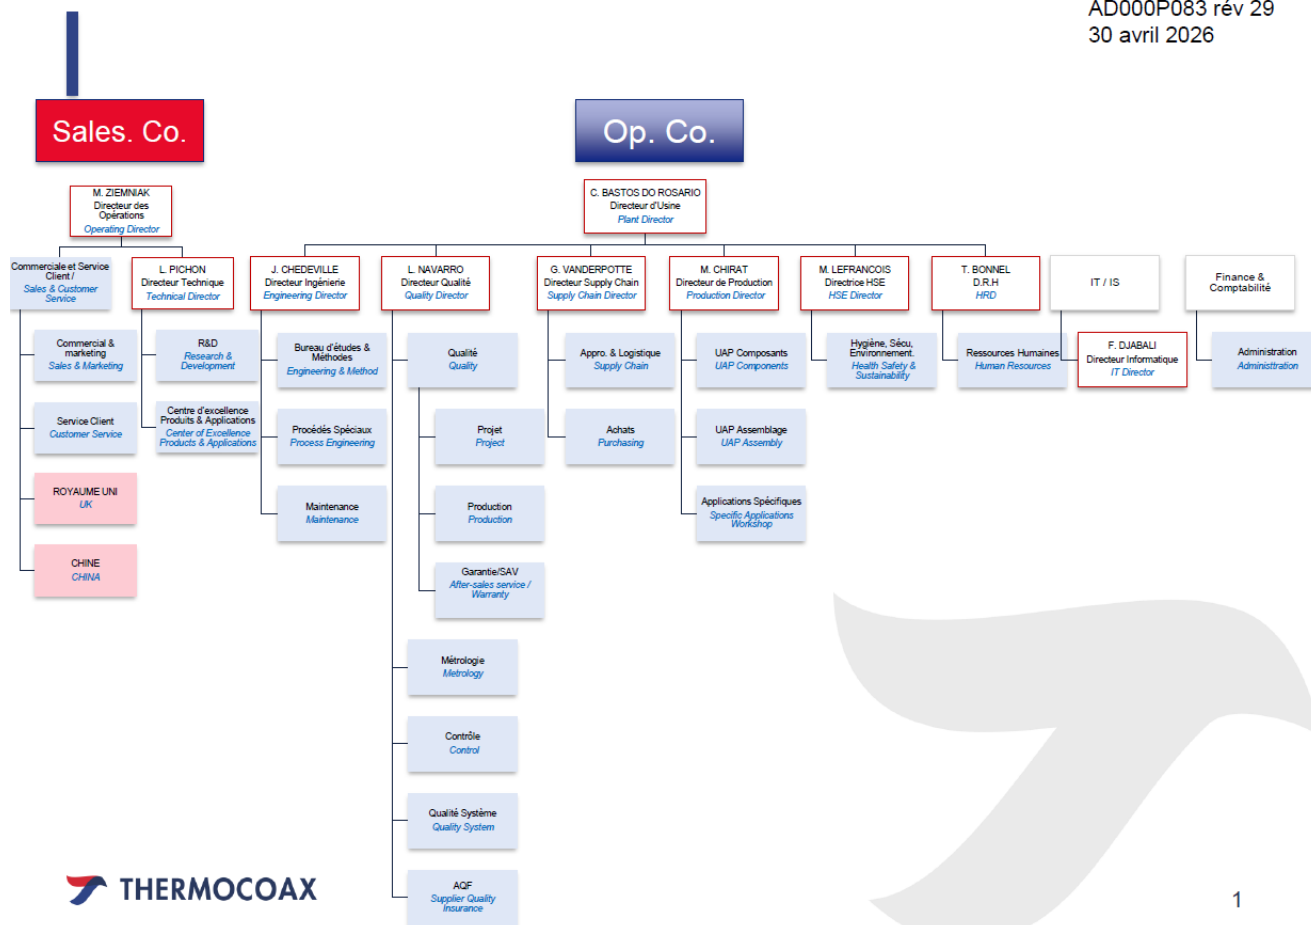 AD000P083 rév 29
30 avril 2026
Sales. Co.
Op. Co.
M. ZIEMNIAK
Directeur des
Opérations
Operating Director
C. BASTOS DO ROSARIO
Directeur d'Usine
Plant Director
Commerciale et Service
Client /
Sales & Customer
Service
L. PICHON
Directeur Technique
Technical Director
J. CHEDEVILLE
Directeur Ingénierie
Engineering Director
L. NAVARRO
Directeur Qualité
Quality Director
G. VANDERPOTTE
Directeur Supply Chain
Supply Chain Director
M. CHIRAT
Directeur de Production
Production Director
M. LEFRANCOIS
Directrice HSE
HSE Director
T. BONNEL
D.R.H
HRD
IT / IS
Finance &
Comptabilité
Commercial &
marketing
Sales & Marketing
R&D
Research &
Development
Bureau d'études &
Méthodes
Engineering & Method
Qualité
Quality
Appro. & Logistique
Supply Chain
UAP Composants
UAP Components
Hygiène, Sécu,
Environnement.
Health Safety &
Sustainability
Ressources Humaines
Human Resources
F. DJABALI
Directeur Informatique
IT Director
Administration
Administtration
Service Client
Customer Service
Centre d'excellence
Produits & Applications
Center of Excellence
Products & Applications
Procédés Spéciaux
Process Engineering
Projet
Project
Achats
Purchasing
UAP Assemblage
UAP Assembly
ROYAUME UNI
UK
Maintenance
Maintenance
Production
Production
Applications Spécifiques
Specific Applications
Workshop
CHINE
CHINA
Garantie/SAV
After-sales service /
Warranty
Métrologie
Metrology
Contrôle
Control
Qualité Système
Quality System
AQF
Supplier Quality
Insurance
THERMOCOAX
1